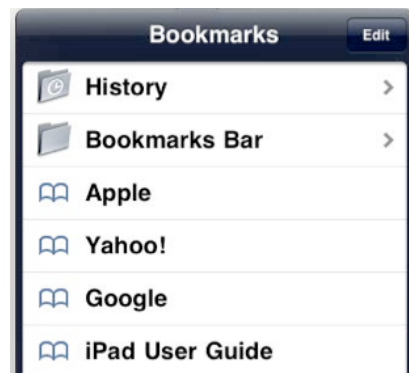 Bookmarks Edit
History
Bookmarks Bar
Apple
Yahoo!
Google
iPad User Guide